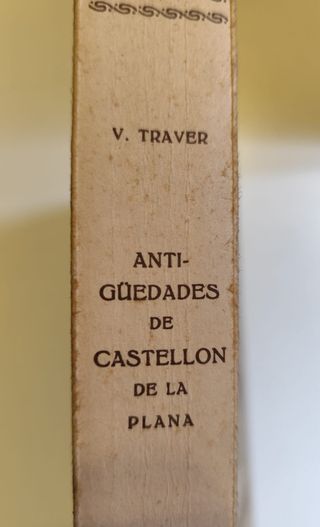 V. TRAVER
ANTI-
GÜEDADES
DE
CASTELLON
DE LA
PLANA